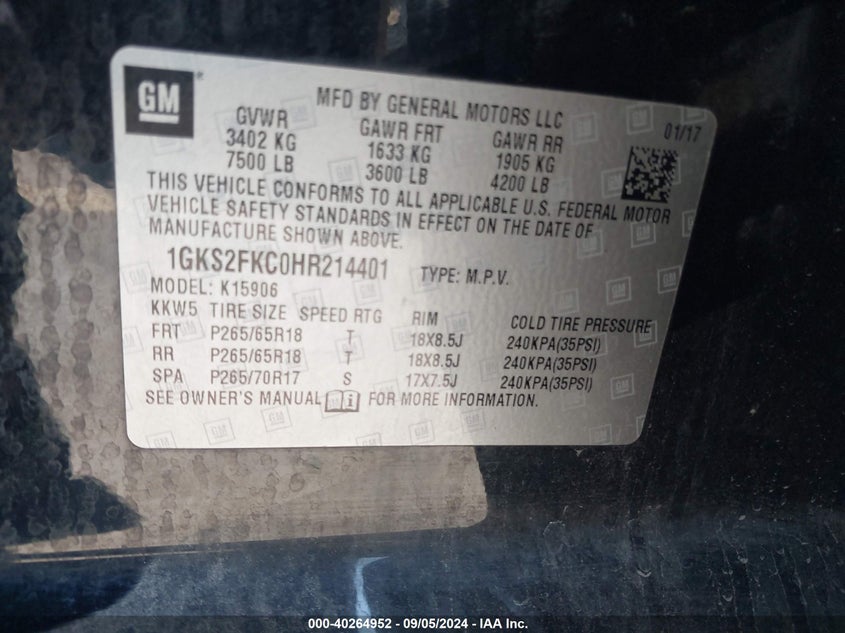 GM
MFD BY GENERAL MOTORS LLC
01/17
GVWR GAWR FRT GAWR RR
3402 KG 1633 KG 1905 KG
7500 LB 3600 LB 4200 LB
THIS VEHICLE CONFORMS TO ALL APPLICABLE U.S. FEDERAL MOTOR
VEHICLE SAFETY STANDARDS IN EFFECT ON THE DATE OF
MANUFACTURE SHOWN ABOVE.
1GKS2FKC0HR214401 TYPE: M.P.V.
MODEL: K15906
KKW5 TIRE SIZE SPEED RTG RIM COLD TIRE PRESSURE
FRT P265/65R18 T 18X8.5J 240KPA(35PSI)
RR P265/65R18 T 18X8.5J 240KPA(35PSI)
SPA P265/70R17 S 17X7.5J 240KPA(35PSI)
SEE OWNER'S MANUAL FOR MORE INFORMATION.
000-40264952 - 09/05/2024 - IAA Inc.